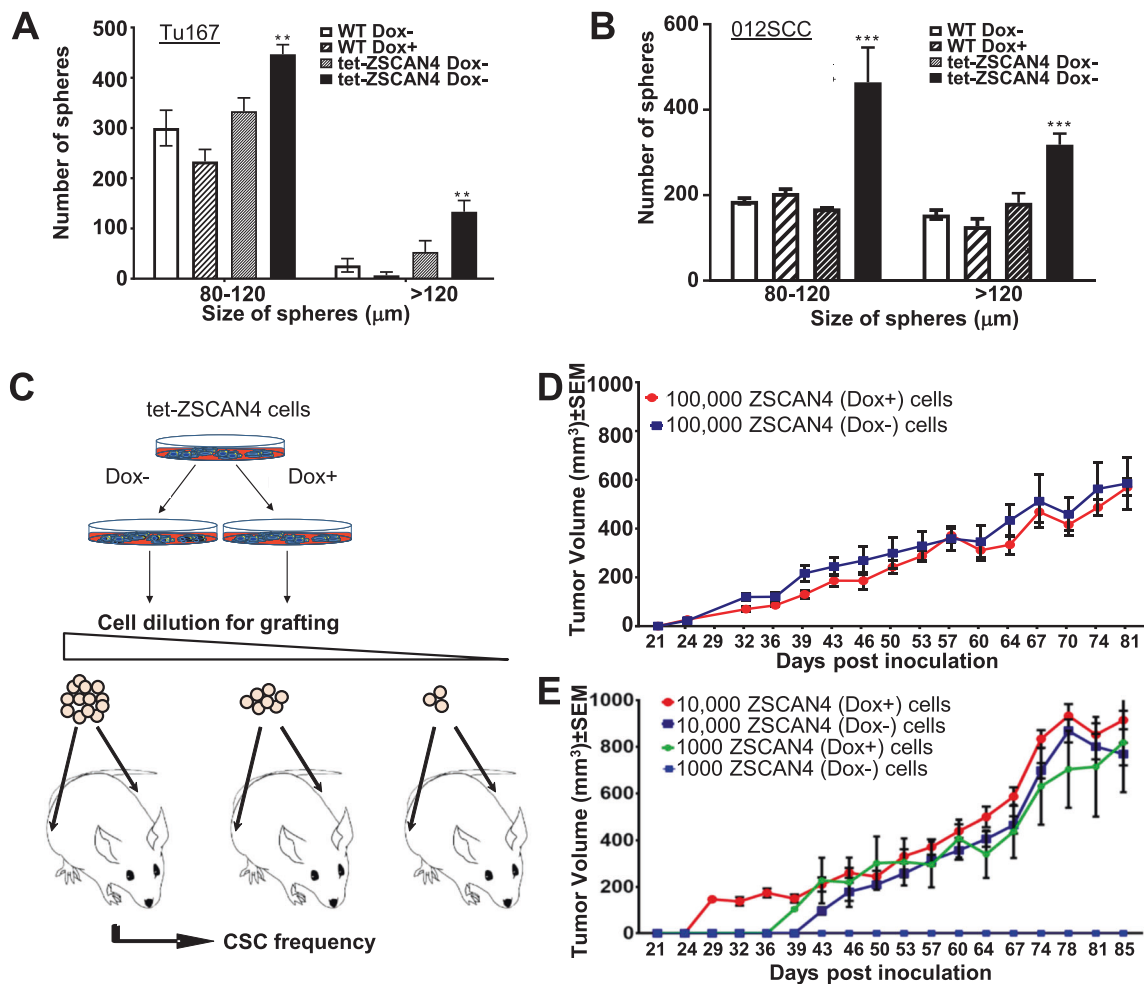 A
Tu167
Number of spheres
500
400
300
200
100
0
**
**
WT Dox-
WT Dox+
tet-ZSCAN4 Dox-
tet-ZSCAN4 Dox-
80-120
>120
Size of spheres (μm)
B
012SCC
Number of spheres
600
400
200
0
***
***
WT Dox-
WT Dox+
tet-ZSCAN4 Dox-
tet-ZSCAN4 Dox-
80-120
>120
Size of spheres (μm)
C
tet-ZSCAN4 cells
Dox-
Dox+
Cell dilution for grafting
CSC frequency
D
Tumor Volume (mm³)±SEM
1000
800
600
400
200
0
100,000 ZSCAN4 (Dox+) cells
100,000 ZSCAN4 (Dox-) cells
21 24 29 32 36 39 43 46 50 53 57 60 64 67 70 74 81
Days post inoculation
E
Tumor Volume (mm³)±SEM
1000
800
600
400
200
0
10,000 ZSCAN4 (Dox+) cells
10,000 ZSCAN4 (Dox-) cells
1000 ZSCAN4 (Dox+) cells
1000 ZSCAN4 (Dox-) cells
21 24 29 32 36 39 43 46 50 53 57 60 64 67 74 78 81 85
Days post inoculation